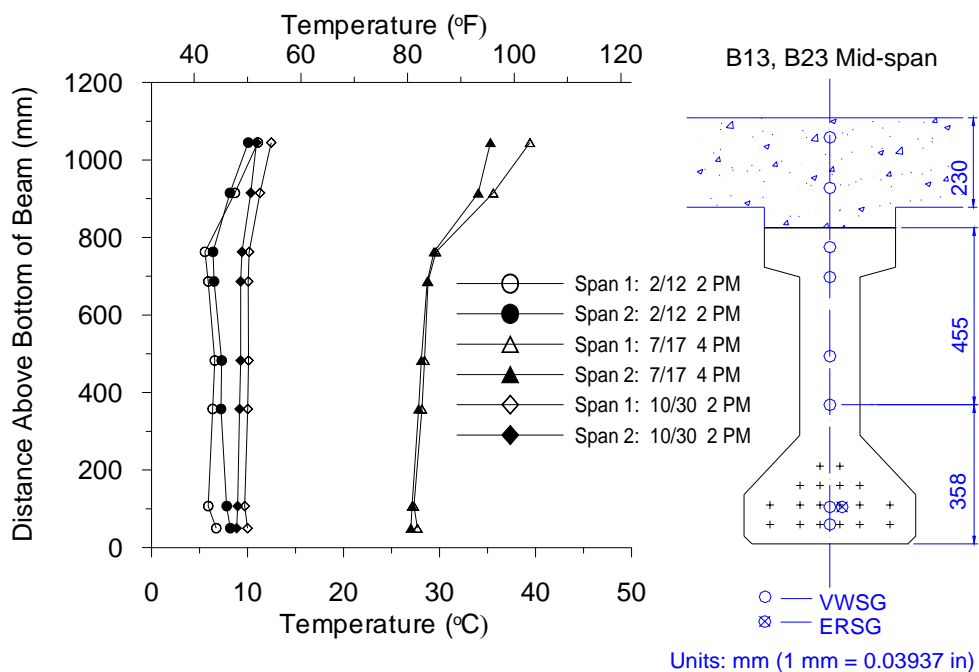 Temperature (°F)
40 60 80 100 120
Distance Above Bottom of Beam (mm)
1200
1000
800
600
400
200
0
0 10 20 30 40 50
Temperature (°C)
Span 1: 2/12 2 PM
Span 2: 2/12 2 PM
Span 1: 7/17 4 PM
Span 2: 7/17 4 PM
Span 1: 10/30 2 PM
Span 2: 10/30 2 PM
B13, B23 Mid-span
230
455
358
VWSG
ERSG
Units: mm (1 mm = 0.03937 in)